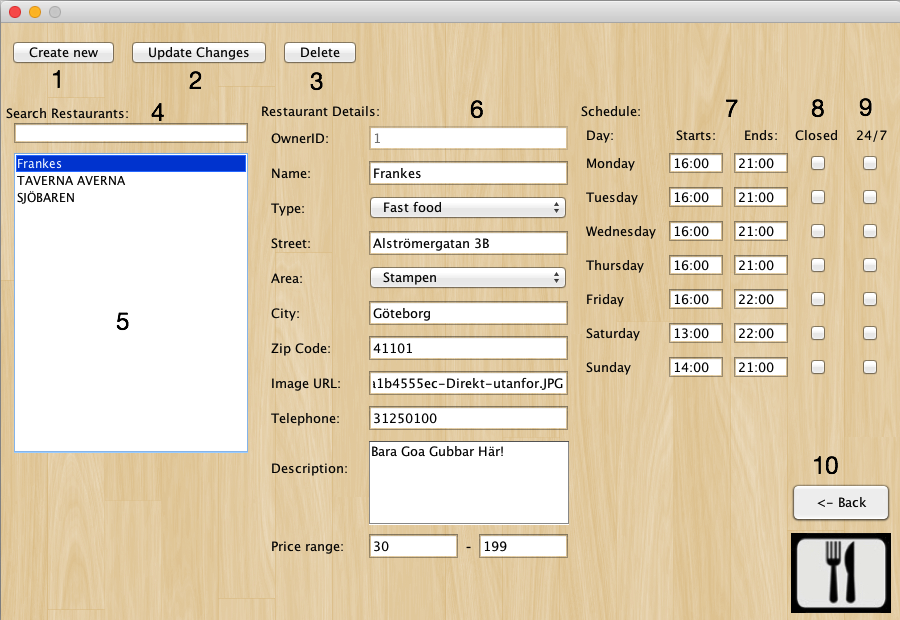 Create new
Update Changes
Delete
1
2
3
Search Restaurants:
4
Frankes
TAVERNA AVERNA
SJÖBAREN
5
Restaurant Details:
6
OwnerID: 1
Name: Frankes
Type: Fast food
Street: Alströmergatan 3B
Area: Stampen
City: Göteborg
Zip Code: 41101
Image URL: a1b4555ec-Direkt-utanfor.JPG
Telephone: 31250100
Description: Bara Goa Gubbar Här!
Price range: 30 - 199
Schedule:
7
8
9
Day: Starts: Ends: Closed 24/7
Monday 16:00 21:00
Tuesday 16:00 21:00
Wednesday 16:00 21:00
Thursday 16:00 21:00
Friday 16:00 22:00
Saturday 13:00 22:00
Sunday 14:00 21:00
10
<- Back